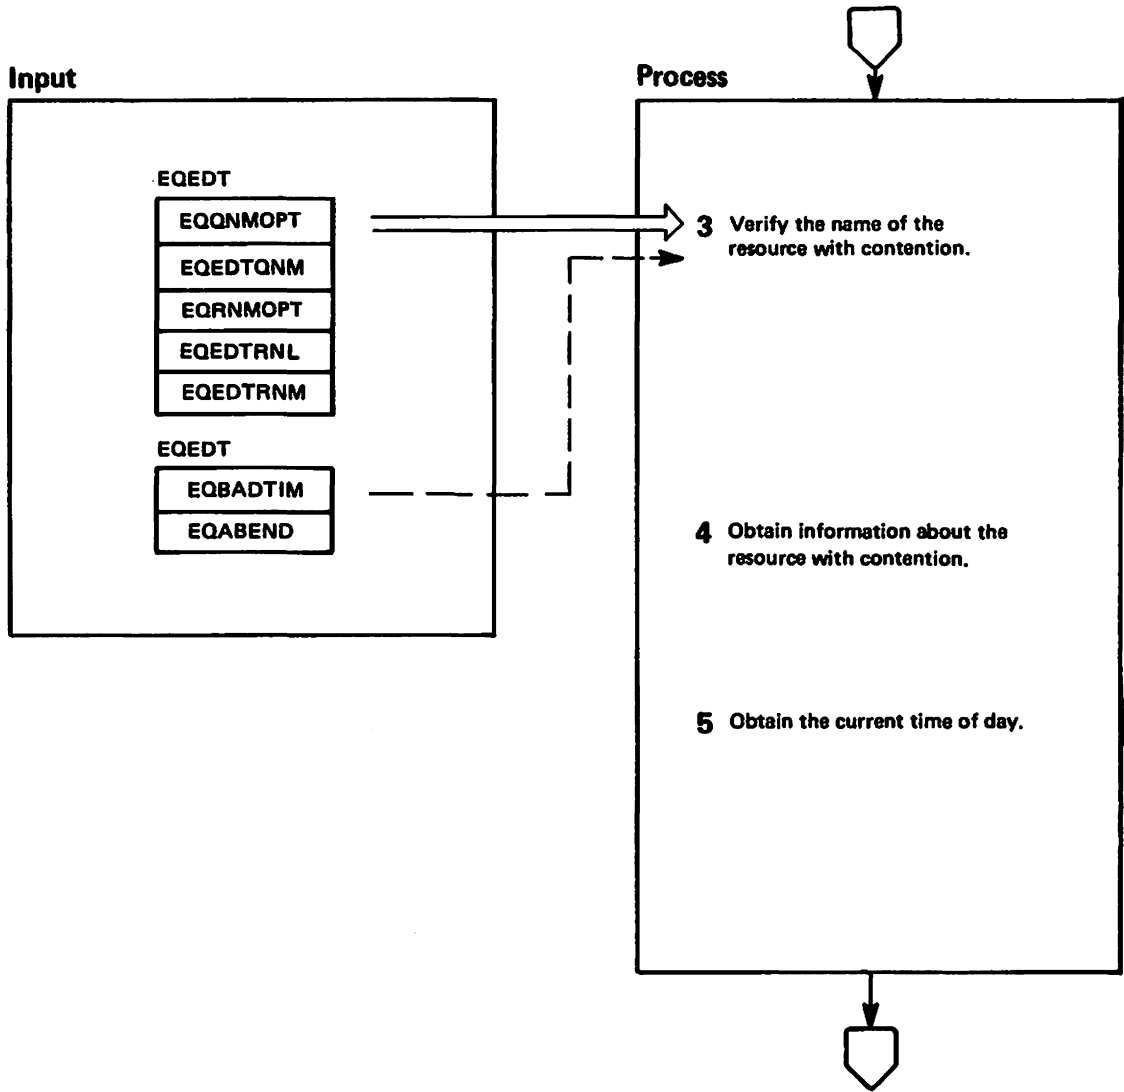 Input
EQEDT
EQQNMOPT
EQEDTQNM
EQRNMOPT
EQEDTRNL
EQEDTRNM
EQEDT
EQBADTIM
EQABEND
Process
3 Verify the name of the
resource with contention.
4 Obtain information about the
resource with contention.
5 Obtain the current time of day.